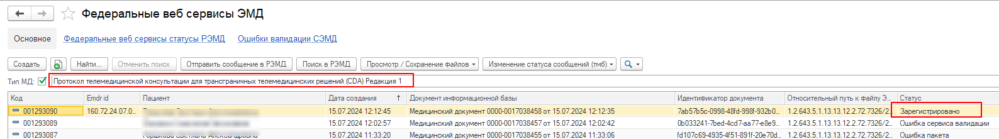 Федеральные веб сервисы ЭМД
Основное Федеральные веб сервисы статусы РЭМД Ошибки валидации СЭМД
Создать Найти... Отменить поиск Отправить сообщение в РЭМД Поиск в РЭМД Просмотр / Сохранение файлов Изменение статуса сообщений (тмб)
Тип МД: Протокол телемедицинской консультации для трансграничных телемедицинских решений (CDA) Редакция 1
Код Emdr id Пациент Дата создания Документ информационной базы Идентификатор документа Относительный путь к файлу Э... Статус
001293090 160.72.24.07.0... 15.07.2024 12:12:45 Медицинский документ 0000-0017038458 от 15.07.2024 12:12:35 7ab57b5c-0998-48fd-998f-932b0... 1.2.643.5.1.13.13.12.2.72.7326/2... Зарегистрировано
001293089 15.07.2024 12:02:57 Медицинский документ 0000-0017038457 от 15.07.2024 12:02:42 0b033241-7bed-4cd7-aa77-e8e9... 1.2.643.5.1.13.13.12.2.72.7326/2... Ошибка сервиса валидации
001293087 15.07.2024 11:33:20 Медицинский документ 0000-0017038455 от 15.07.2024 11:33:06 fd107c69-4935-4f51-891f-20e70d... 1.2.643.5.1.13.13.12.2.72.7326/2... Ошибка пакета